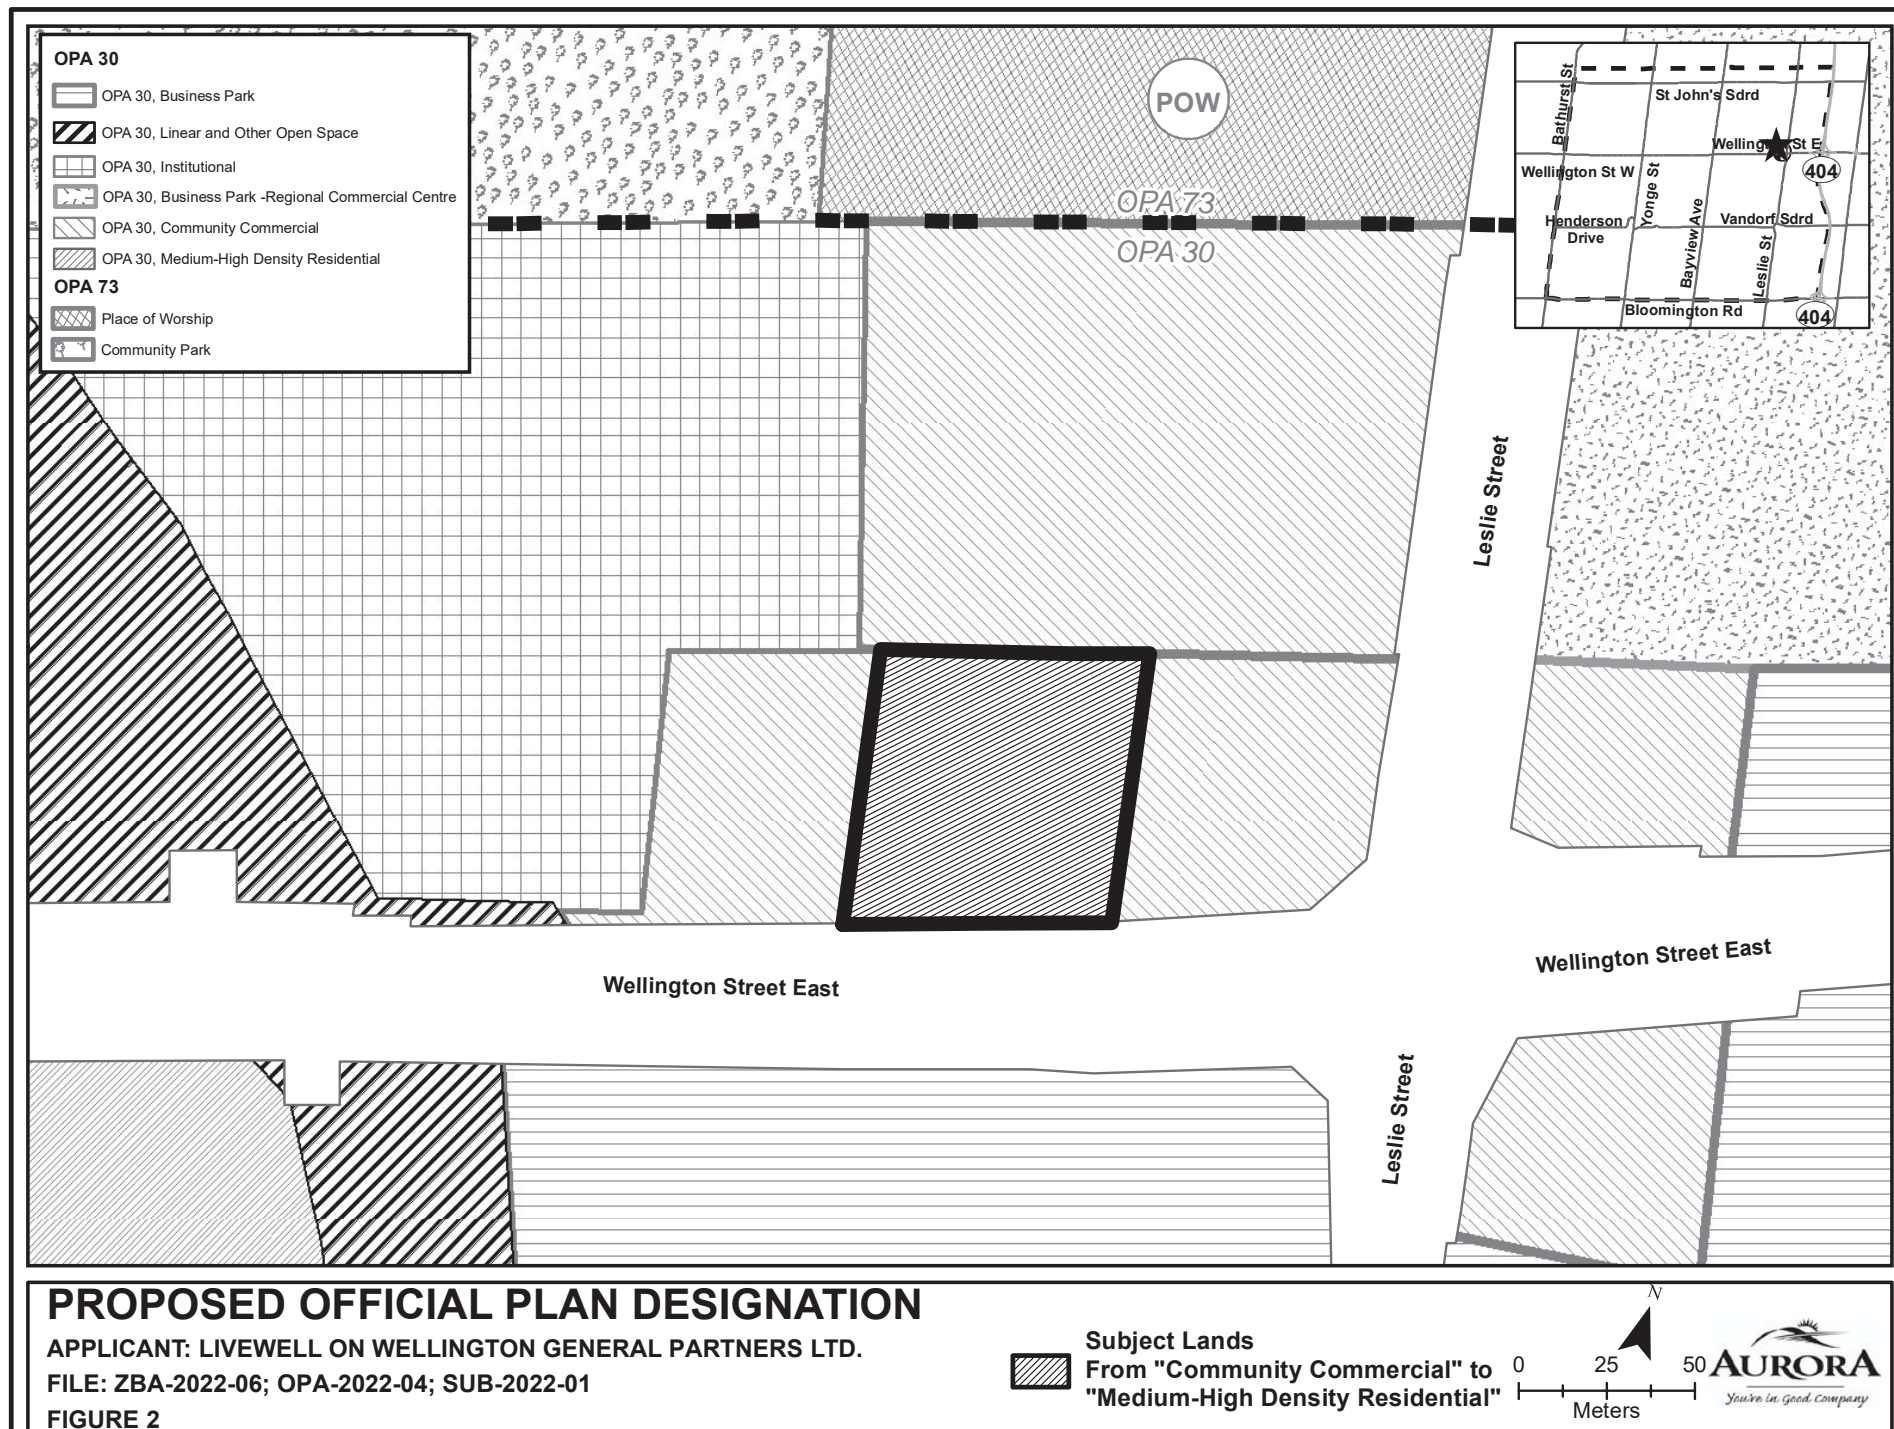 OPA 30
OPA 30, Business Park
OPA 30, Linear and Other Open Space
OPA 30, Institutional
OPA 30, Business Park -Regional Commercial Centre
OPA 30, Community Commercial
OPA 30, Medium-High Density Residential
OPA 73
Place of Worship
Community Park
POW
OPA 73
OPA 30
Bathurst St
St John's Sdrd
Wellington St E
Wellington St W
404
Yonge St
Henderson
Drive
Bayview Ave
Vandorf Sdrd
Leslie St
Bloomington Rd
404
Leslie Street
Wellington Street East
Wellington Street East
Leslie Street
PROPOSED OFFICIAL PLAN DESIGNATION
APPLICANT: LIVEWELL ON WELLINGTON GENERAL PARTNERS LTD.
FILE: ZBA-2022-06; OPA-2022-04; SUB-2022-01
FIGURE 2
Subject Lands
From "Community Commercial" to
"Medium-High Density Residential"
N
0 25 50
Meters
AURORA
You're in Good Company